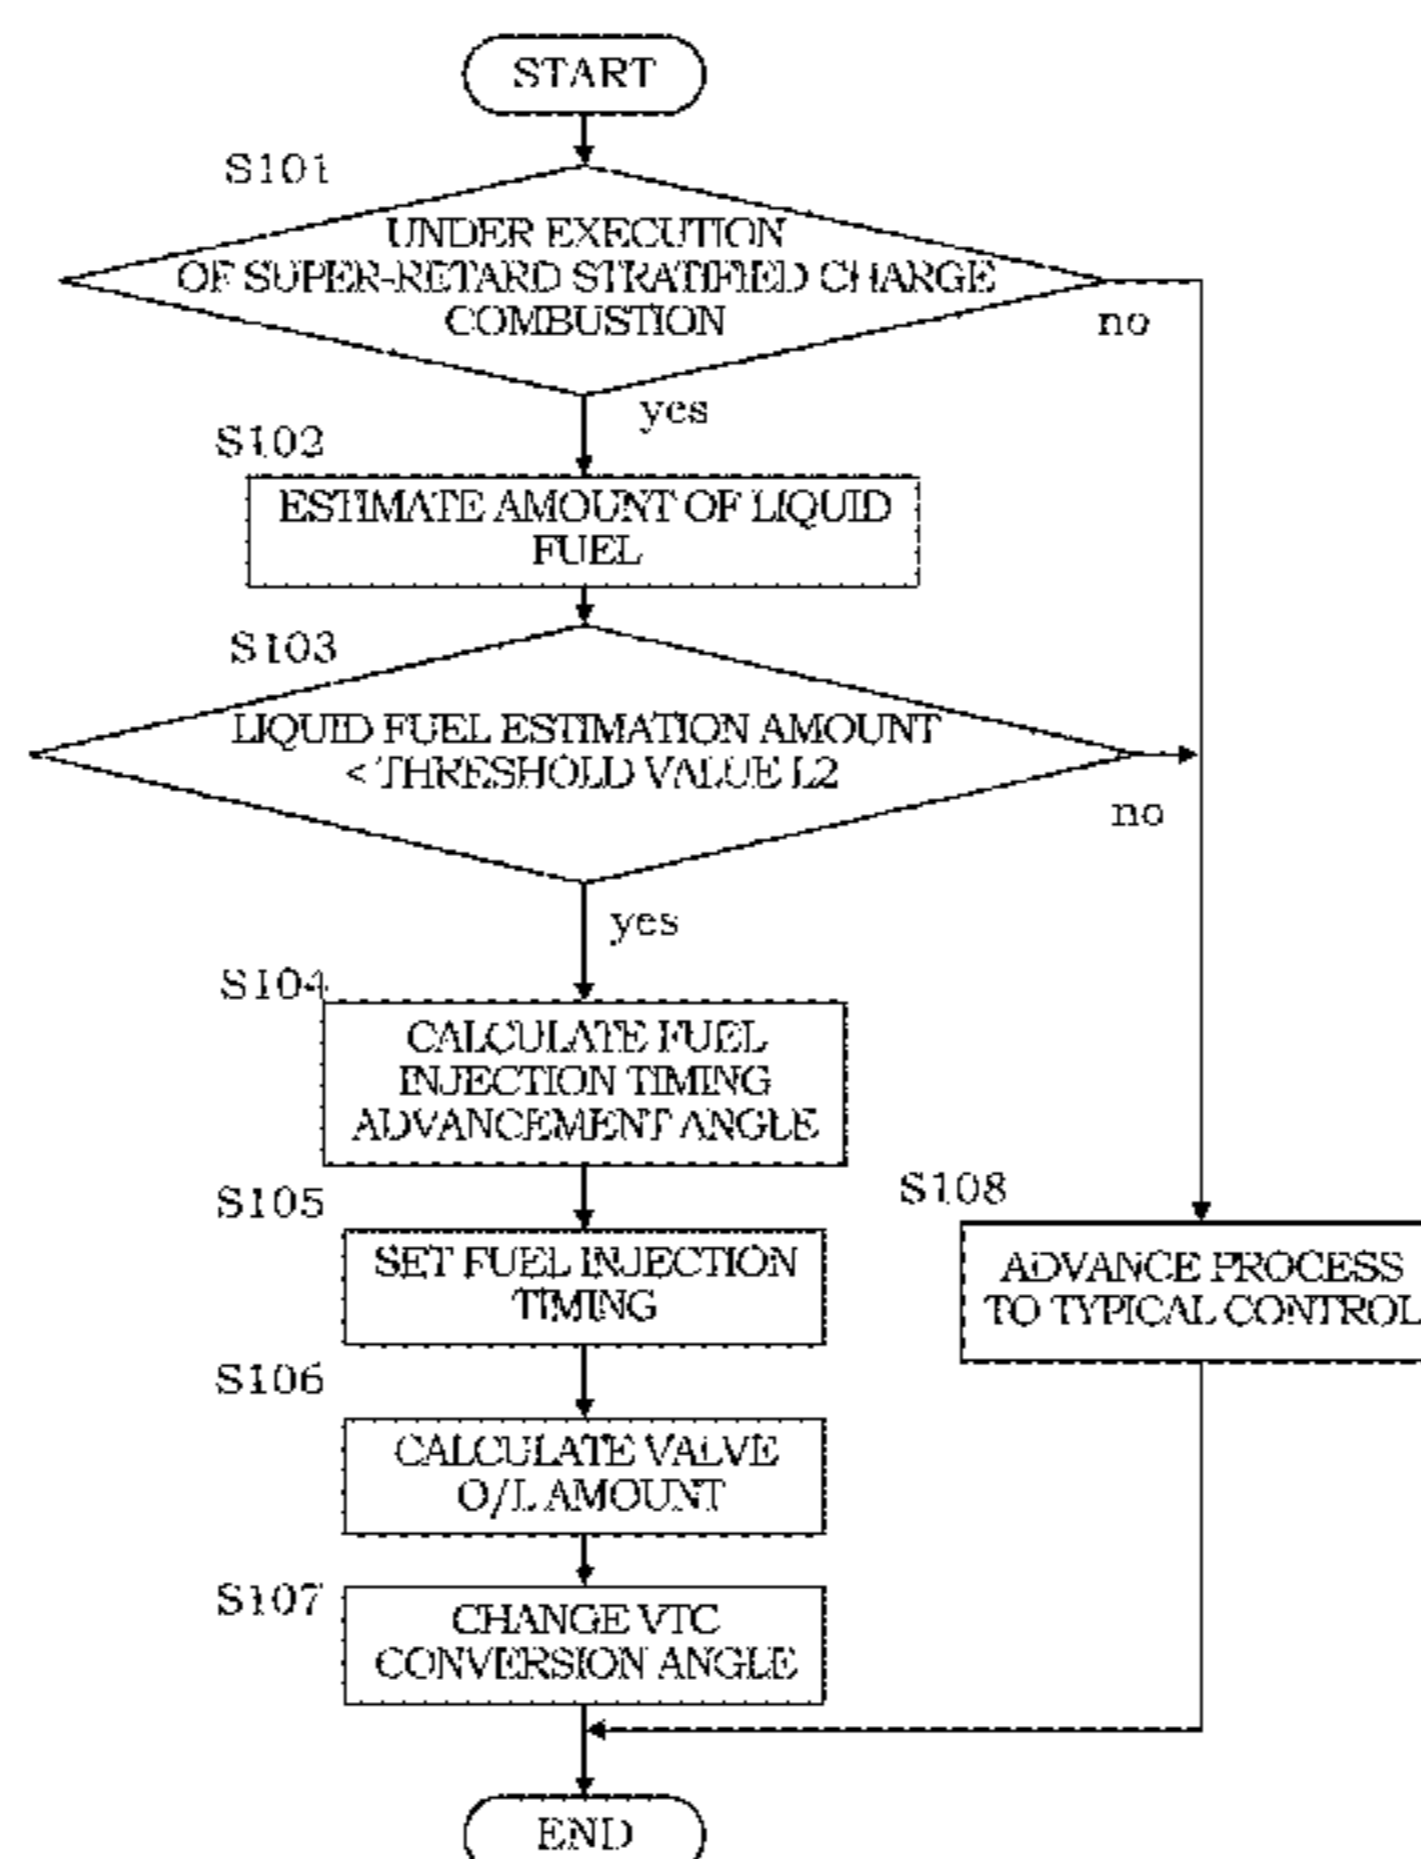 START
S101
UNDER EXECUTION
OF SUPER-RETARD STRATIFIED CHARGE
COMBUSTION
no
yes
S102
ESTIMATE AMOUNT OF LIQUID
FUEL
S103
LIQUID FUEL ESTIMATION AMOUNT
< THRESHOLD VALUE L2
no
yes
S104
CALCULATE FUEL
INJECTION TIMING
ADVANCEMENT ANGLE
S105
SET FUEL INJECTION
TIMING
S108
ADVANCE PROCESS
TO TYPICAL CONTROL
S106
CALCULATE VALVE
O/L AMOUNT
S107
CHANGE VTC
CONVERSION ANGLE
END